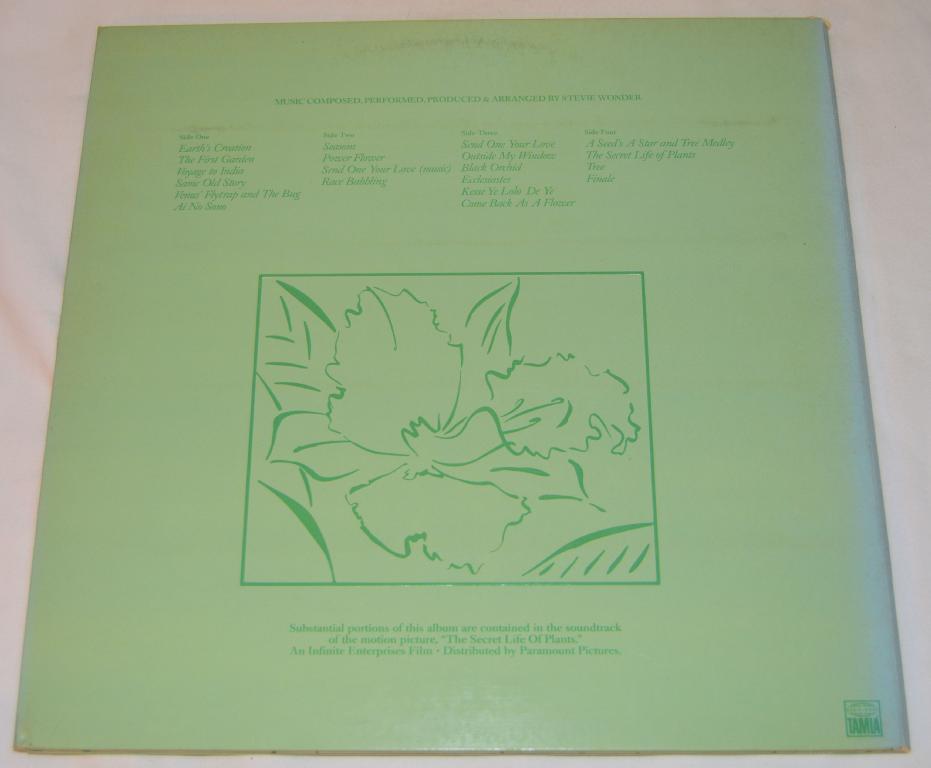 MUSIC COMPOSED, PERFORMED, PRODUCED & ARRANGED BY STEVIE WONDER
Side One
Earth's Creation
The First Garden
Voyage to India
Same Old Story
Venus' Flytrap and The Bug
Ai No Sono
Side Two
Seasons
Power Flower
Send One Your Love (music)
Race Babbling
Side Three
Send One Your Love
Outside My Window
Black Orchid
Ecclesiastes
Kesse Ye Lolo De Ye
Come Back As A Flower
Side Four
A Seed's A Star and Tree Medley
The Secret Life of Plants
Tree
Finale
Substantial portions of this album are contained in the soundtrack
of the motion picture, "The Secret Life Of Plants."
An Infinite Enterprises Film • Distributed by Paramount Pictures.
TAMLA